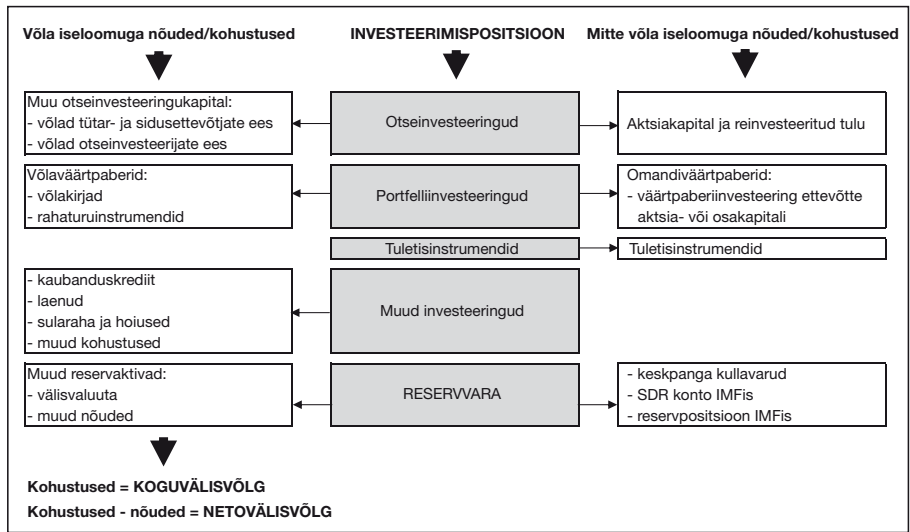 Võla iseloomuga nõuded/kohustused
INVESTEERIMISPOSITSIOON
Mitte võla iseloomuga nõuded/kohustused
Muu otseinvesteeringukapital:
- võlad tütar- ja sidusettevõtjate ees
- võlad otseinvesteerijate ees
Otseinvesteeringud
Aktsiakapital ja reinvesteeritud tulu
Võlaväärtpaberid:
- võlakirjad
- rahaturuinstrumendid
Portfelliinvesteeringud
Omandiväärtpaberid:
- väärtpaberiinvesteering ettevõtte
aktsia- või osakapitali
Tuletisinstrumendid
Tuletisinstrumendid
- kaubanduskrediit
- laenud
- sularaha ja hoiused
- muud kohustused
Muud investeeringud
Muud reservaktivad:
- välisvaluuta
- muud nõuded
RESERVVARA
- keskpanga kullavarud
- SDR konto IMFis
- reservpositsioon IMFis
Kohustused = KOGUVÄLISVÕLG
Kohustused - nõuded = NETOVÄLISVÕLG